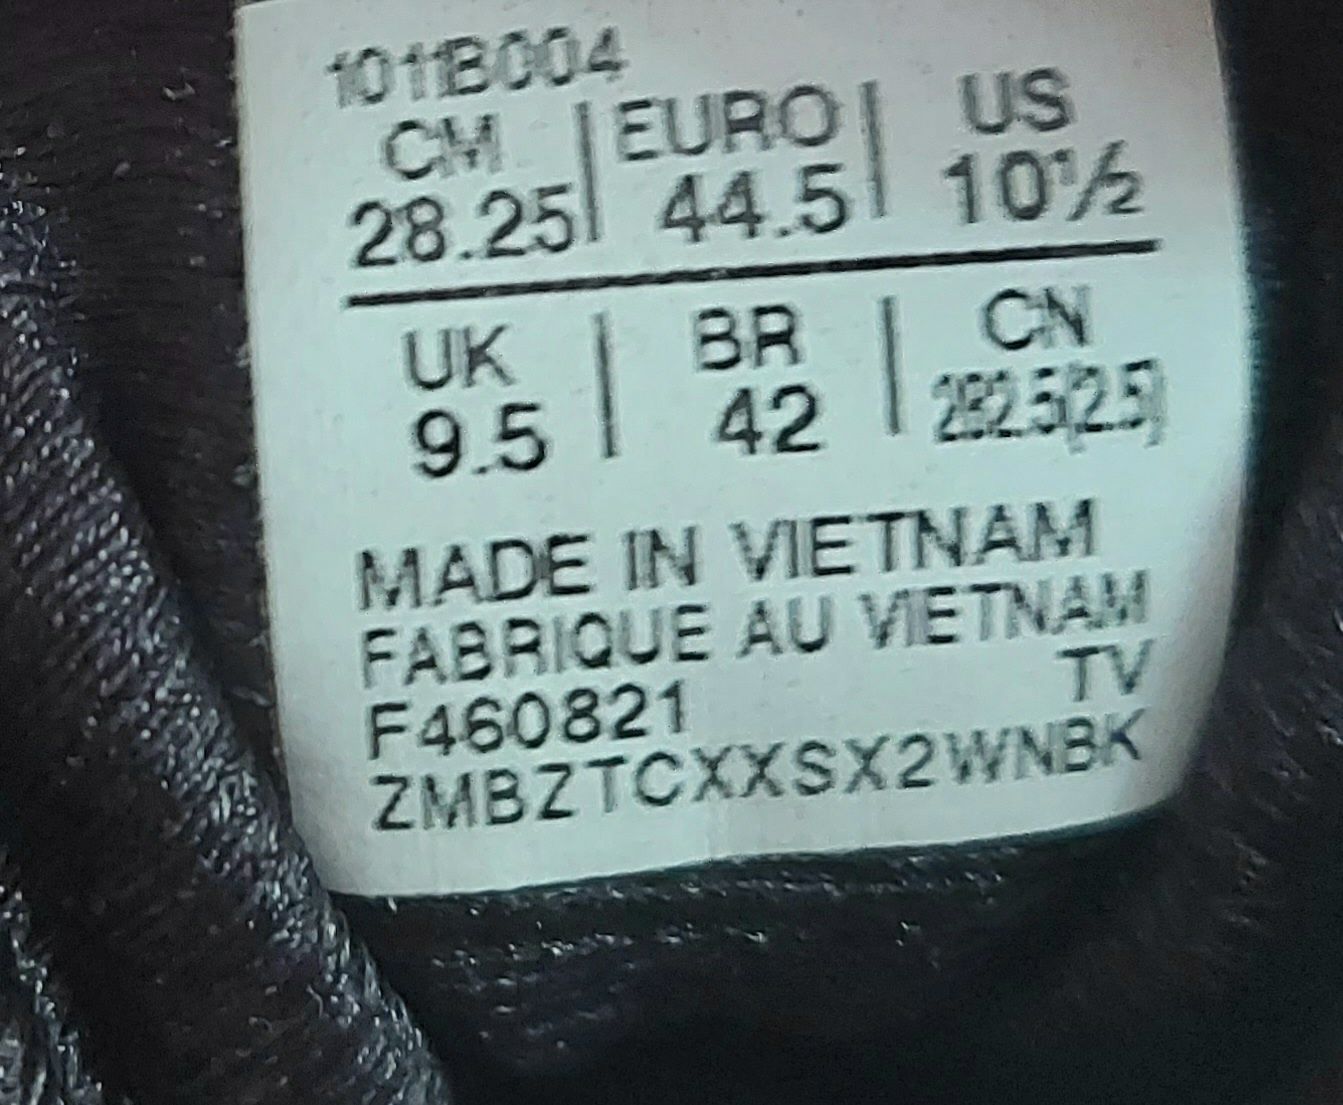 1011B004
CM | EURO | US
28.25 | 44.5 | 10½
UK | BR | CN
9.5 | 42 | 282.5(2.5)
MADE IN VIETNAM
FABRIQUE AU VIETNAM
F460821 TV
ZMBZTCXXSX2WNBK